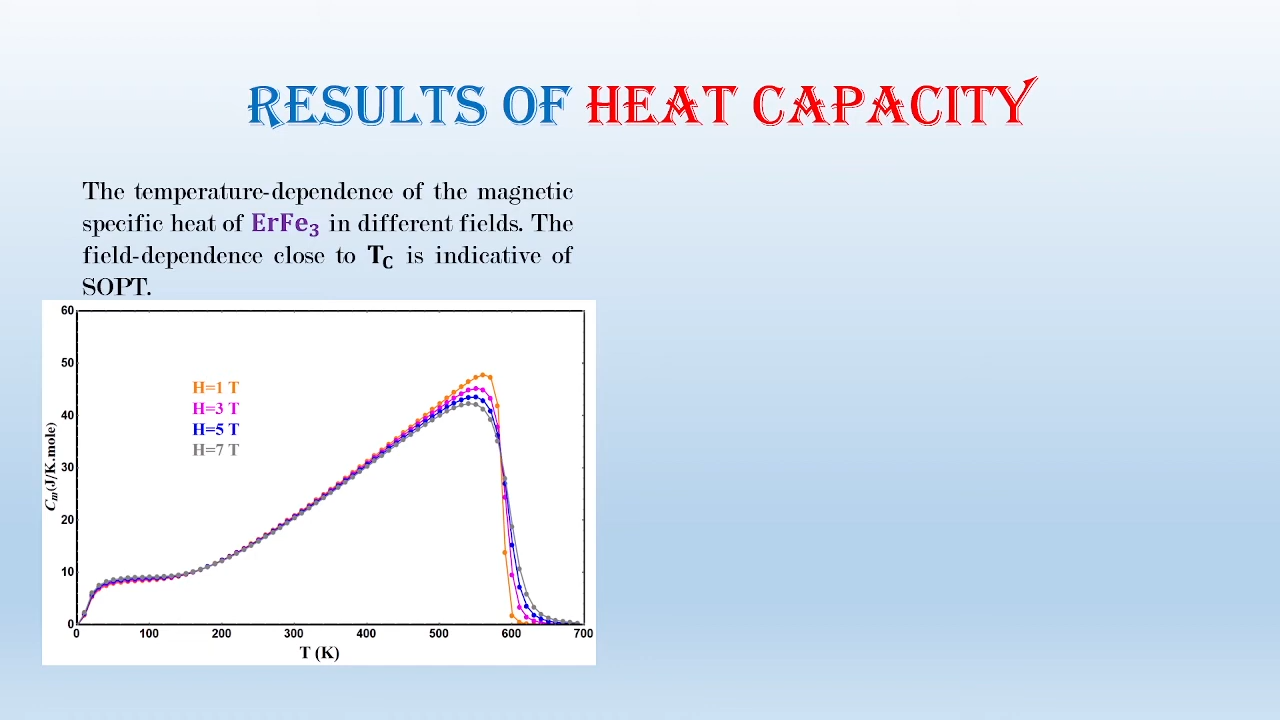 RESULTS OF HEAT CAPACITY
The temperature-dependence of the magnetic
specific heat of ErFe₃ in different fields. The
field-dependence close to T_C is indicative of
SOPT.
60
50
40
30
20
10
0
C_m(J/K.mole)
H=1 T
H=3 T
H=5 T
H=7 T
0 100 200 300 400 500 600 700
T (K)